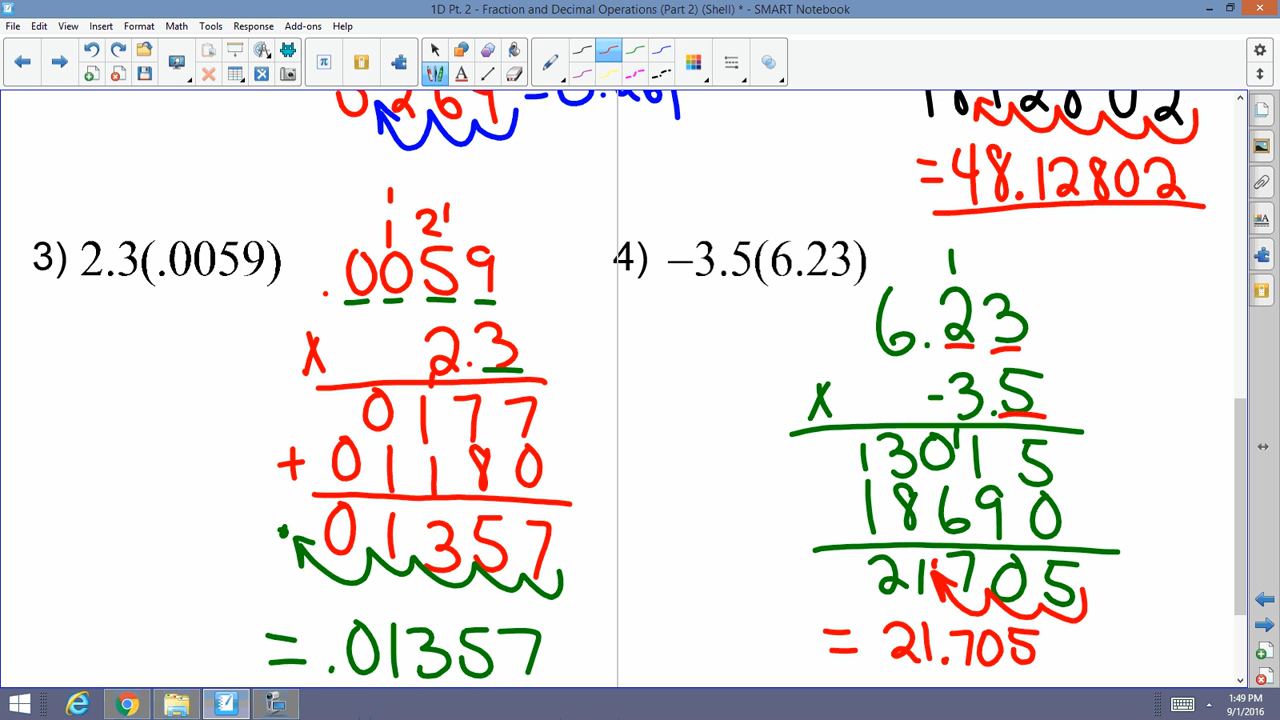 1D Pt. 2 - Fraction and Decimal Operations (Part 2) (Shell) * - SMART Notebook
File Edit View Insert Format Math Tools Response Add-ons Help
= 48.12802
3) 2.3(.0059)
1
1 2 1
.0059
x 2.3
0177
+ 01180
01357
= .01357
4) −3.5(6.23)
1
6.23
x -3.5
1
13015
18690
21705
= 21.705
1:49 PM
9/1/2016